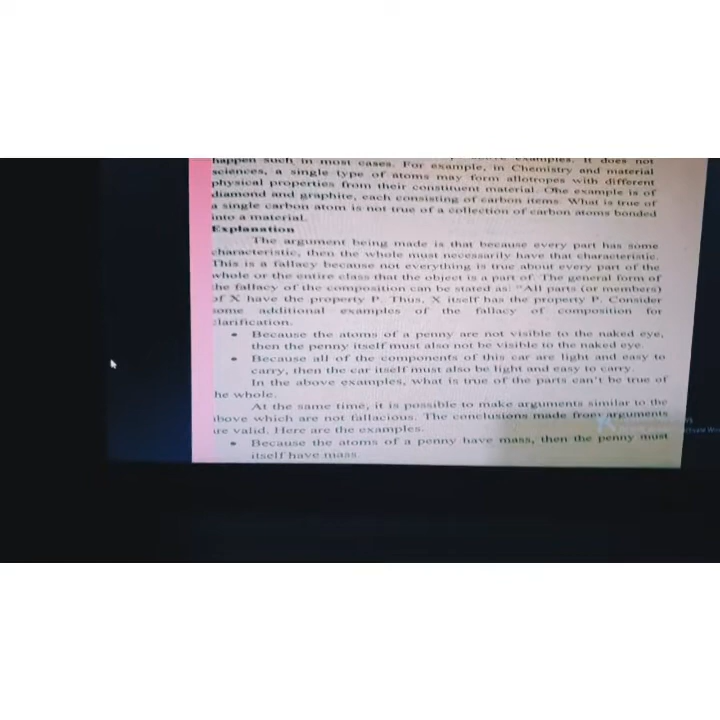 happen such in most cases. For example, in Chemistry and material
sciences, a single type of atoms may form allotropes with different
physical properties from their constituent material. One example is of
diamond and graphite, each consisting of carbon items. What is true of
a single carbon atom is not true of a collection of carbon atoms bonded
into a material.
Explanation
The argument being made is that because every part has some
characteristic, then the whole must necessarily have that characteristic.
This is a fallacy because not everything is true about every part of the
whole or the entire class that the object is a part of. The general form of
the fallacy of the composition can be stated as: "All parts (or members)
of X have the property P. Thus, X itself has the property P. Consider
some additional examples of the fallacy of composition for
clarification.
• Because the atoms of a penny are not visible to the naked eye,
then the penny itself must also not be visible to the naked eye.
• Because all of the components of this car are light and easy to
carry, then the car itself must also be light and easy to carry.
In the above examples, what is true of the parts can't be true of
he whole.
At the same time, it is possible to make arguments similar to the
above which are not fallacious. The conclusions made from arguments
are valid. Here are the examples.
• Because the atoms of a penny have mass, then the penny must
itself have mass.